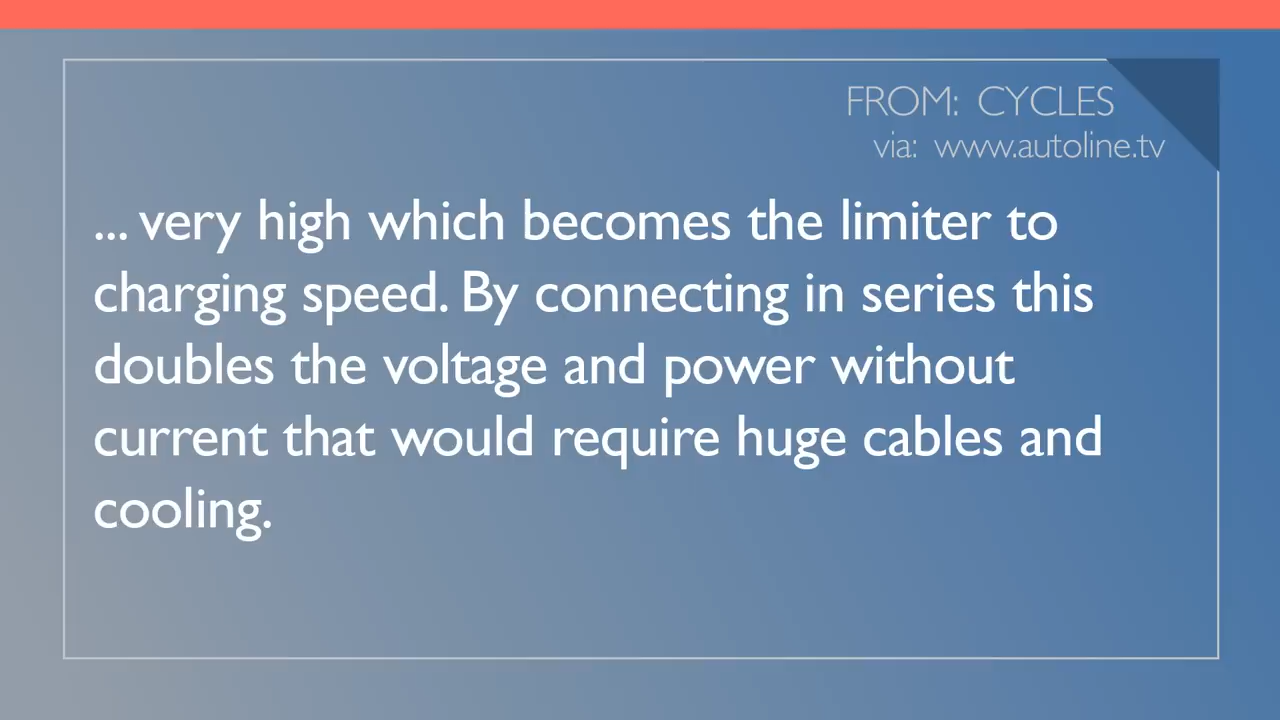 FROM: CYCLES
via: www.autoline.tv
... very high which becomes the limiter to
charging speed. By connecting in series this
doubles the voltage and power without
current that would require huge cables and
cooling.